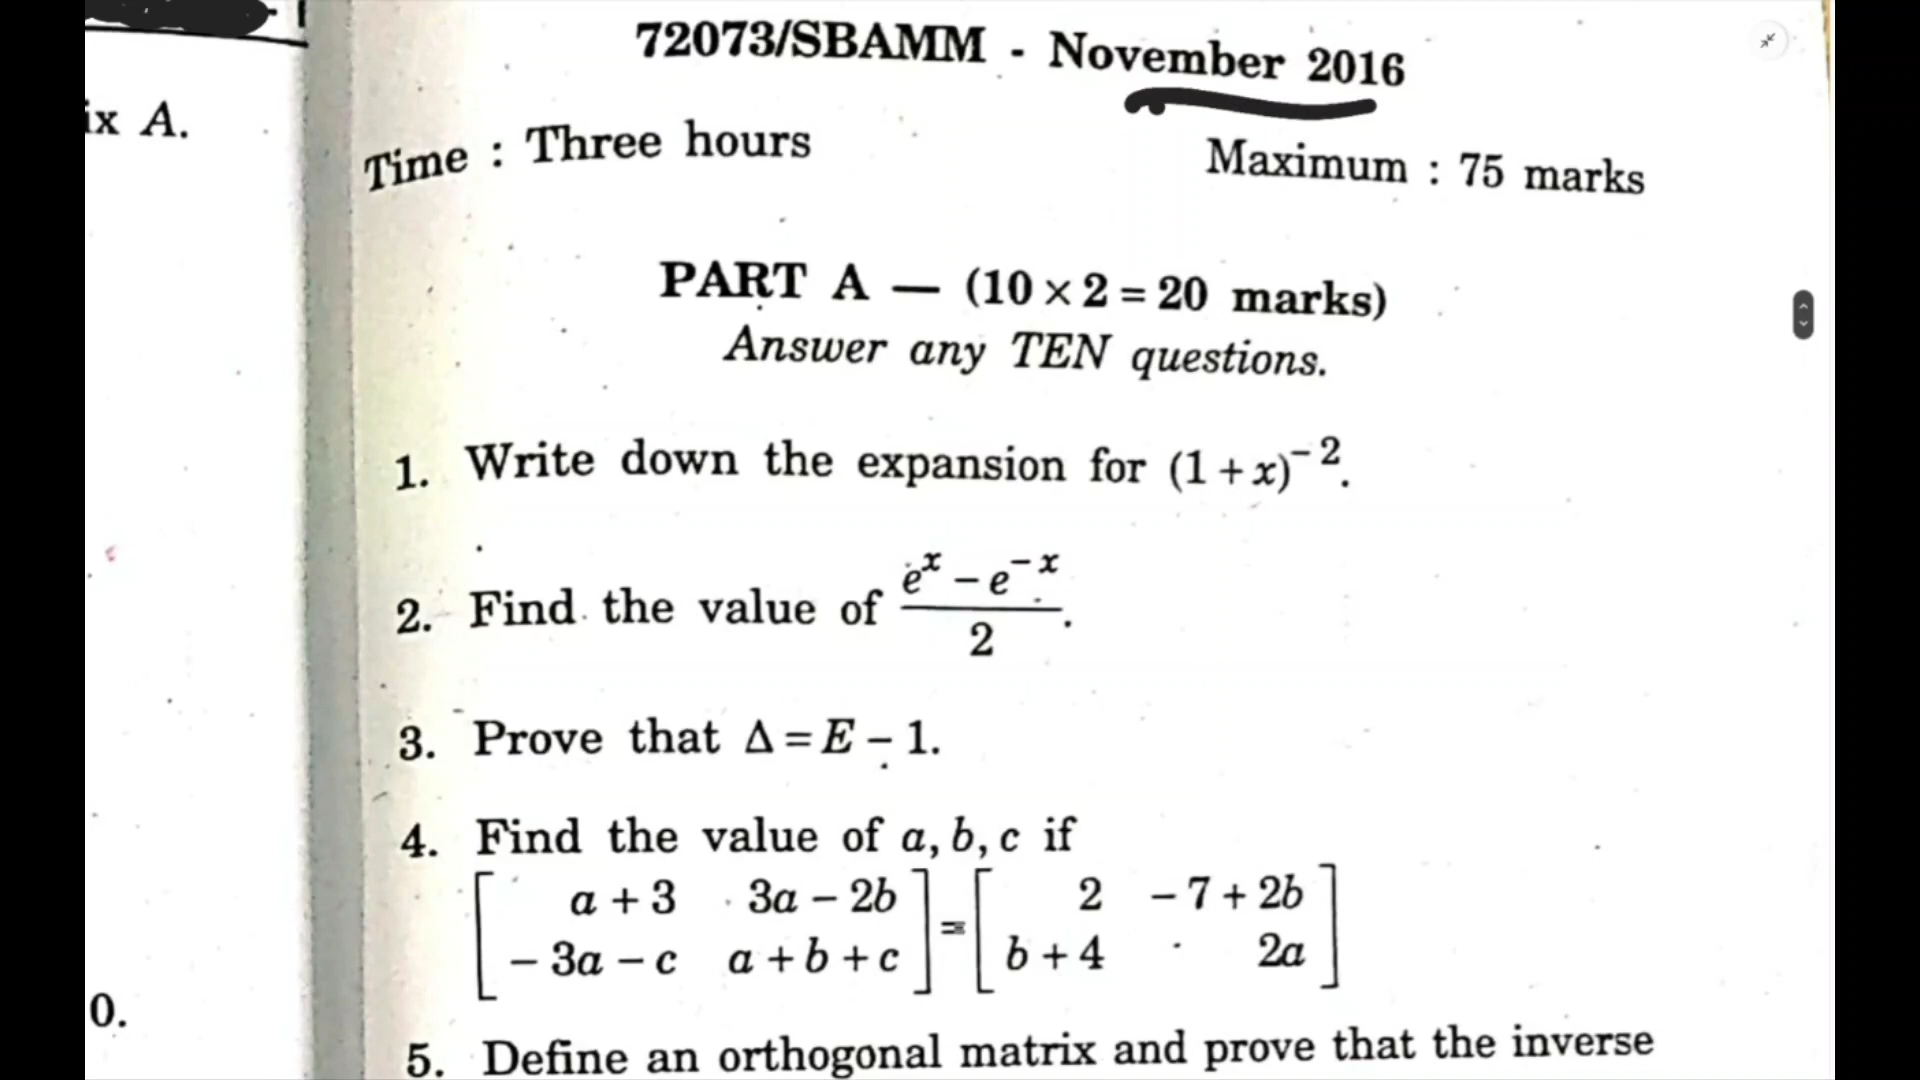 ix A.
0.
72073/SBAMM - November 2016
Time : Three hours Maximum : 75 marks
PART A — (10 × 2 = 20 marks)
Answer any TEN questions.
1. Write down the expansion for (1 + x)⁻².
2. Find the value of (eˣ − e⁻ˣ)/2.
3. Prove that Δ = E − 1.
4. Find the value of a, b, c if
[ a + 3 3a − 2b ] = [ 2 − 7 + 2b ]
[ − 3a − c a + b + c ] [ b + 4 2a ]
5. Define an orthogonal matrix and prove that the inverse